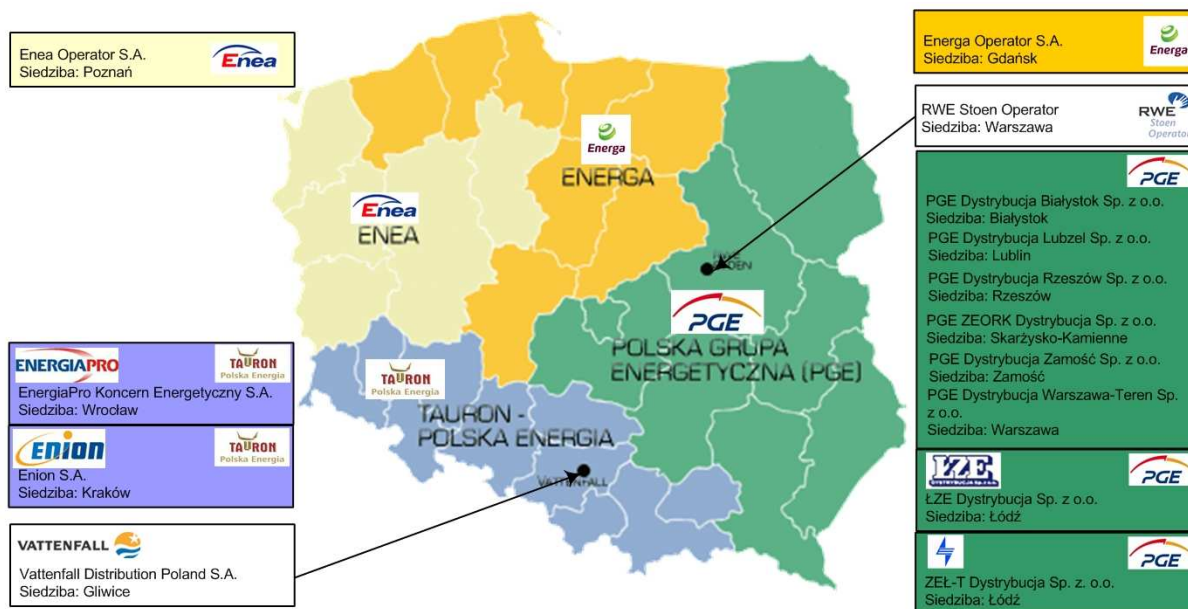 Enea Operator S.A.
Siedziba: Poznań
Enea
ENERGIAPRO
TAURON
Polska Energia
EnergiaPro Koncern Energetyczny S.A.
Siedziba: Wrocław
Enion
TAURON
Polska Energia
Enion S.A.
Siedziba: Kraków
VATTENFALL
Vattenfall Distribution Poland S.A.
Siedziba: Gliwice
Energa
ENERGA
Enea
ENEA
PGE
POLSKA GRUPA
ENERGETYCZNA (PGE)
TAURON
Polska Energia
TAURON -
POLSKA ENERGIA
VATTENFALL
Energa Operator S.A.
Siedziba: Gdańsk
Energa
RWE Stoen Operator
Siedziba: Warszawa
RWE
Stoen
Operator
PGE
PGE Dystrybucja Białystok Sp. z o.o.
Siedziba: Białystok
PGE Dystrybucja Lubzel Sp. z o.o.
Siedziba: Lublin
PGE Dystrybucja Rzeszów Sp. z o.o.
Siedziba: Rzeszów
PGE ZEORK Dystrybucja Sp. z o.o.
Siedziba: Skarżysko-Kamienne
PGE Dystrybucja Zamość Sp. z o.o.
Siedziba: Zamość
PGE Dystrybucja Warszawa-Teren Sp.
z o.o.
Siedziba: Warszawa
ŁZE
PGE
ŁZE Dystrybucja Sp. z o.o.
Siedziba: Łódź
PGE
ZEŁ-T Dystrybucja Sp. z. o.o.
Siedziba: Łódź